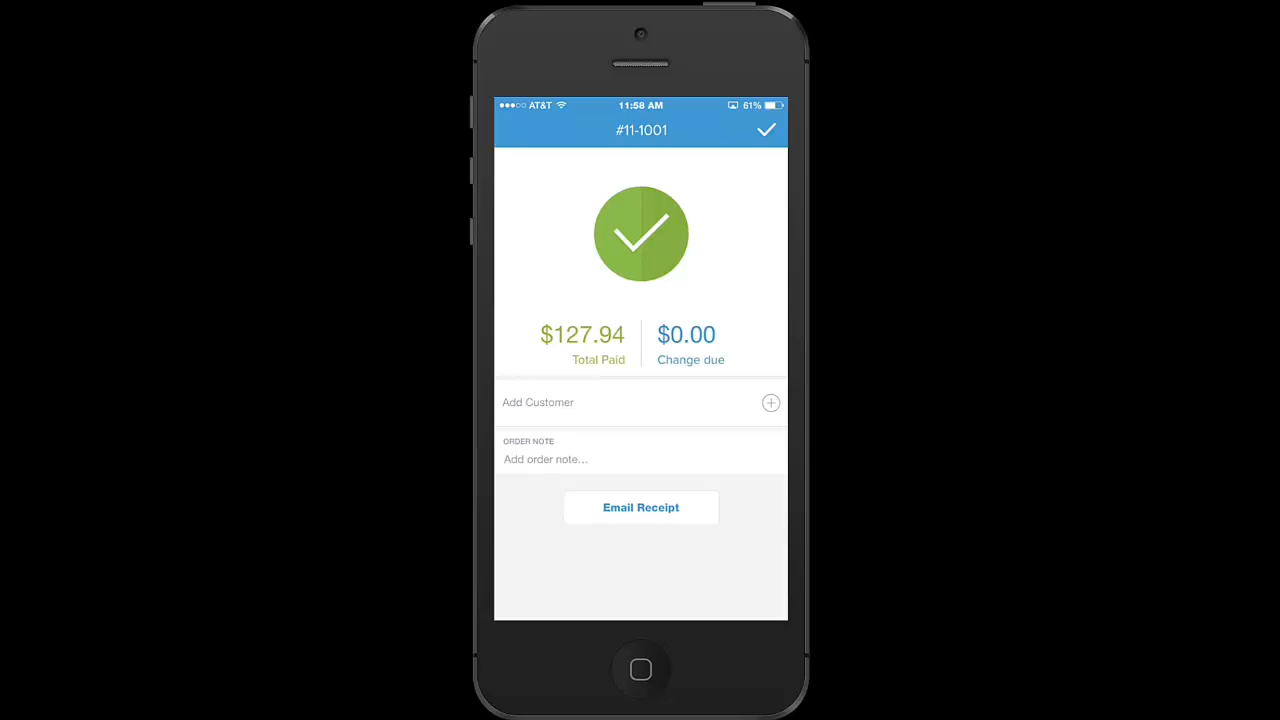 AT&T 11:58 AM 61%
#11-1001
$127.94 $0.00
Total Paid Change due
Add Customer
ORDER NOTE
Add order note...
Email Receipt